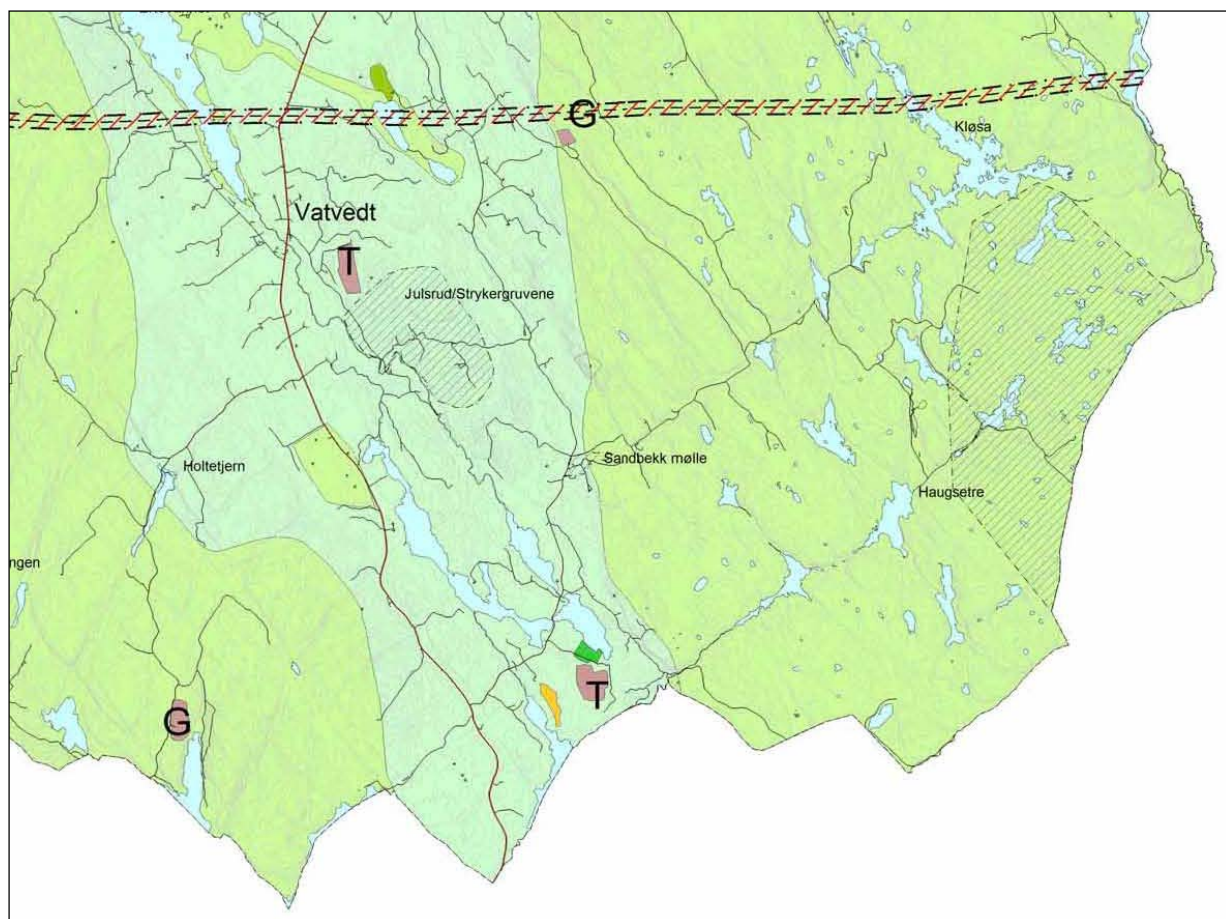 G
Kløsa
Vatvedt
T
Julsrud/Strykergruvene
Sandbekk mølle
Holtetjern
Haugsetre
ngen
T
G